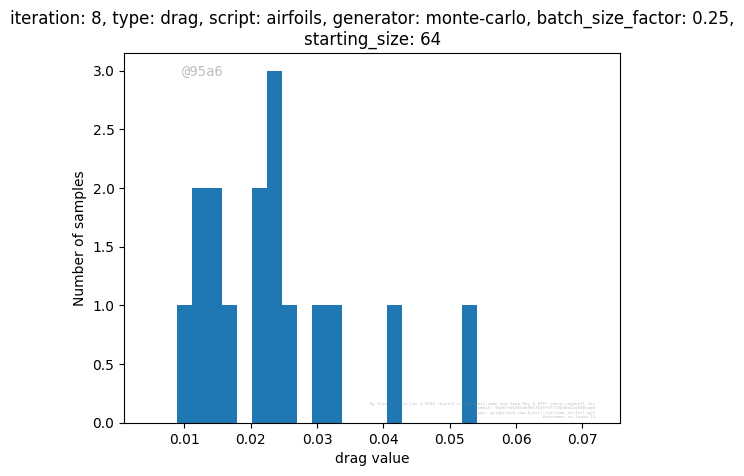 iteration: 8, type: drag, script: airfoils, generator: monte-carlo, batch_size_factor: 0.25,
starting_size: 64
@95a6
3.0
2.5
2.0
1.5
1.0
0.5
0.0
Number of samples
0.01 0.02 0.03 0.04 0.05 0.06 0.07
drag value